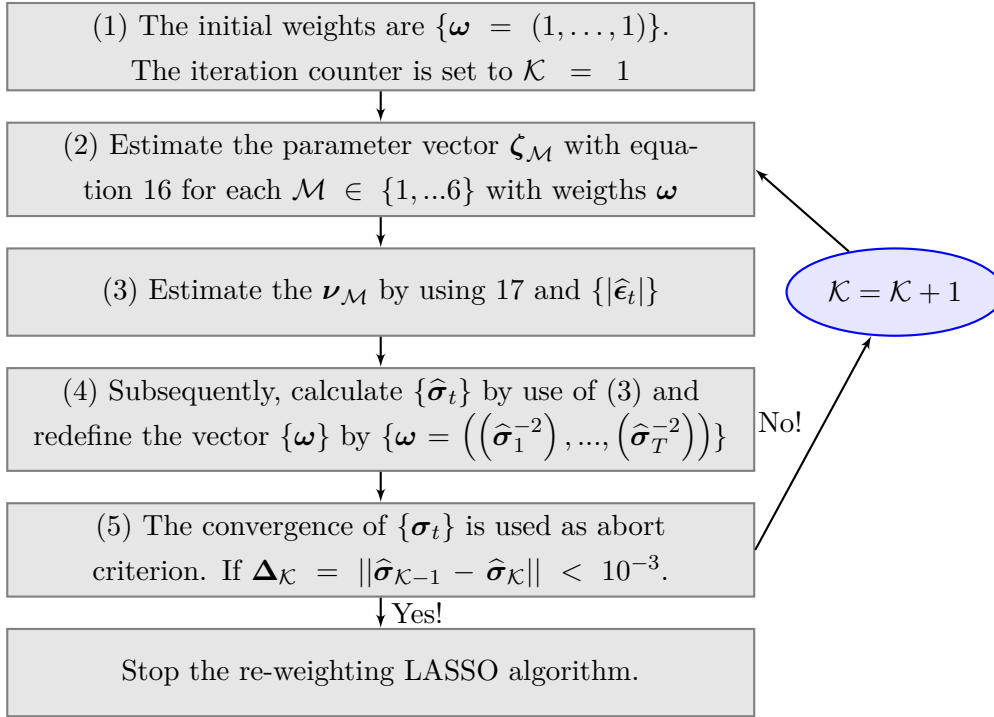 (1) The initial weights are {ω = (1, . . . , 1)}.
The iteration counter is set to 𝒦 = 1
(2) Estimate the parameter vector ζ_ℳ with equa-
tion 16 for each ℳ ∈ {1, ...6} with weigths ω
(3) Estimate the ν_ℳ by using 17 and {|ε̂_t|}
𝒦 = 𝒦 + 1
(4) Subsequently, calculate {σ̂_t} by use of (3) and
redefine the vector {ω} by {ω = ((σ̂_1^{-2}) , ..., (σ̂_T^{-2}))}
No!
(5) The convergence of {σ_t} is used as abort
criterion. If Δ_𝒦 = ||σ̂_{𝒦−1} − σ̂_𝒦|| < 10^{−3}.
Yes!
Stop the re-weighting LASSO algorithm.